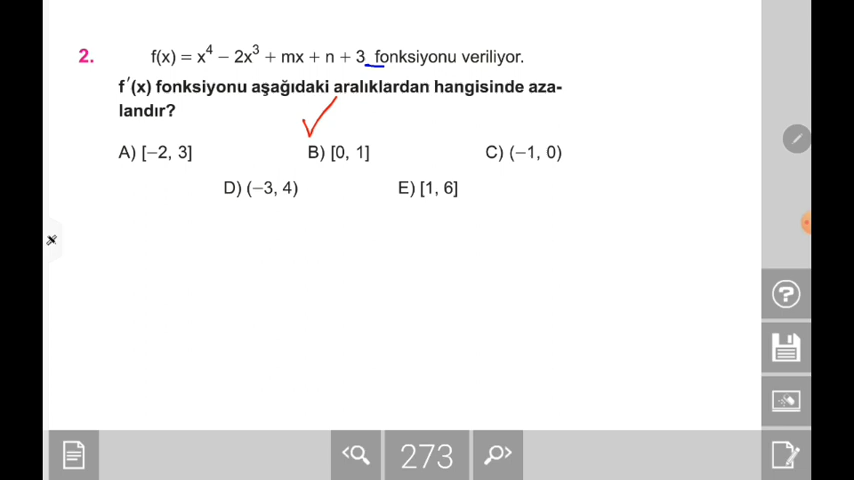 2. f(x) = x⁴ – 2x³ + mx + n + 3 fonksiyonu veriliyor.
f′(x) fonksiyonu aşağıdaki aralıklardan hangisinde aza-
landır?
A) [–2, 3] B) [0, 1] C) (–1, 0)
D) (–3, 4) E) [1, 6]
273